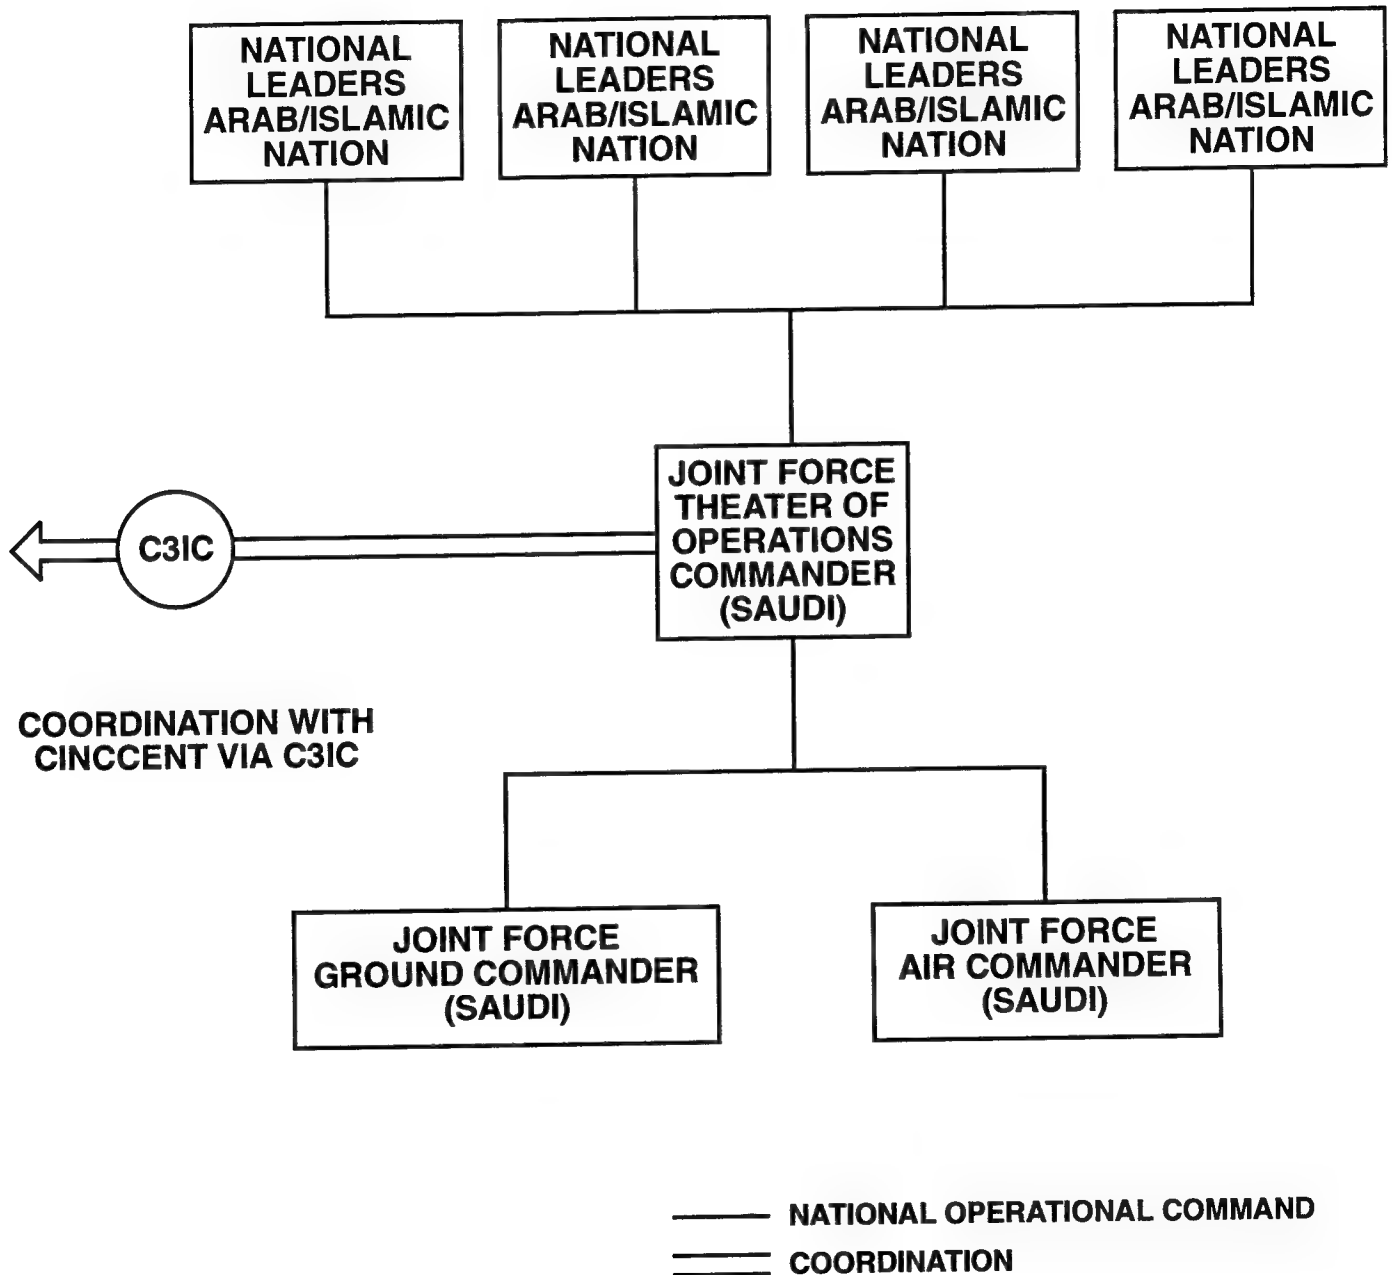 NATIONAL
LEADERS
ARAB/ISLAMIC
NATION
NATIONAL
LEADERS
ARAB/ISLAMIC
NATION
NATIONAL
LEADERS
ARAB/ISLAMIC
NATION
NATIONAL
LEADERS
ARAB/ISLAMIC
NATION
JOINT FORCE
THEATER OF
OPERATIONS
COMMANDER
(SAUDI)
C3IC
COORDINATION WITH
CINCCENT VIA C3IC
JOINT FORCE
GROUND COMMANDER
(SAUDI)
JOINT FORCE
AIR COMMANDER
(SAUDI)
NATIONAL OPERATIONAL COMMAND
COORDINATION